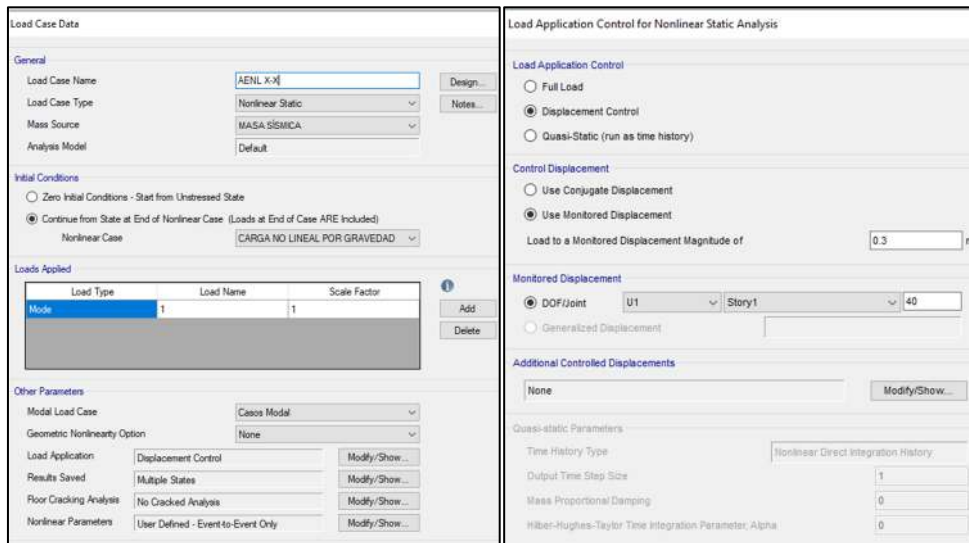 Load Case Data
General
Load Case Name AENL X-X Design...
Load Case Type Nonlinear Static Notes...
Mass Source MASA SÍSMICA
Analysis Model Default
Initial Conditions
Zero Initial Conditions - Start from Unstressed State
Continue from State at End of Nonlinear Case (Loads at End of Case ARE Included)
Nonlinear Case CARGA NO LINEAL POR GRAVEDAD
Loads Applied
Load Type Load Name Scale Factor
Mode 1 1 Add
Delete
Other Parameters
Modal Load Case Casos Modal
Geometric Nonlinearity Option None
Load Application Displacement Control Modify/Show...
Results Saved Multiple States Modify/Show...
Floor Cracking Analysis No Cracked Analysis Modify/Show...
Nonlinear Parameters User Defined - Event-to-Event Only Modify/Show...
Load Application Control for Nonlinear Static Analysis
Load Application Control
Full Load
Displacement Control
Quasi-Static (run as time history)
Control Displacement
Use Conjugate Displacement
Use Monitored Displacement
Load to a Monitored Displacement Magnitude of 0.3
Monitored Displacement
DOF/Joint U1 Story1 40
Generalized Displacement
Additional Controlled Displacements
None Modify/Show...
Quasi-static Parameters
Time History Type Nonlinear Direct Integration History
Output Time Step Size 1
Mass Proportional Damping 0
Hilber-Hughes-Taylor Time Integration Parameter, Alpha 0